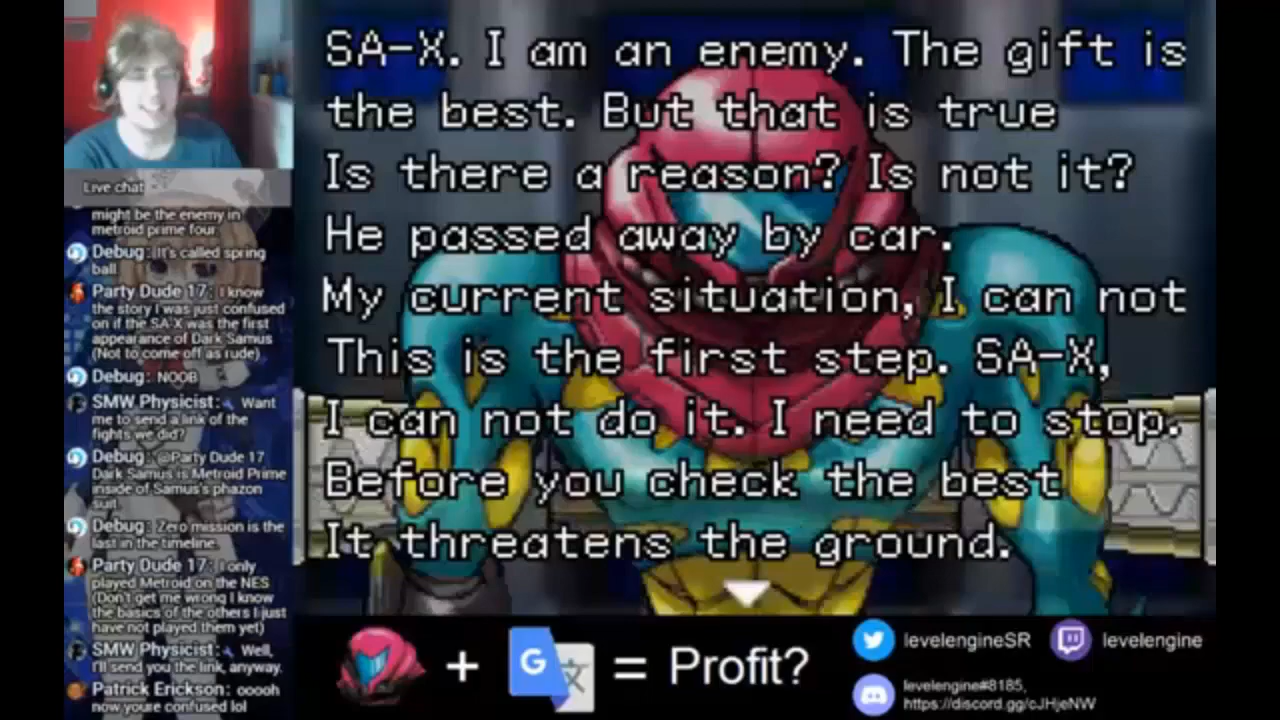 SA-X. I am an enemy. The gift is
the best. But that is true
Is there a reason? Is not it?
He passed away by car.
My current situation, I can not
This is the first step. SA-X,
I can not do it. I need to stop.
Before you check the best
It threatens the ground.
Live chat
might be the enemy in
metroid prime four.
Debug: It's called spring
ball.
Party Dude 17: I know
the story I was just confused
on if the SA'X was the first
appearance of Dark Samus
(Not to come off as rude)
Debug: NOOB
SMW Physicist: Want
me to send a link of the
fights we did?
Debug: @Party Dude 17
Dark Samus is Metroid Prime
inside of Samus's phazon
suit.
Debug: Zero mission is the
last in the timeline.
Party Dude 17: I only
played Metroid on the NES
(Don't get me wrong I know
the basics of the others I just
have not played them yet)
SMW Physicist: Well,
I'll send you the link, anyway.
Patrick Erickson: ooooh
now youre confused lol
+ G 文 = Profit?
levelengineSR
levelengine
levelengine#8185,
https://discord.gg/cJHjeNW